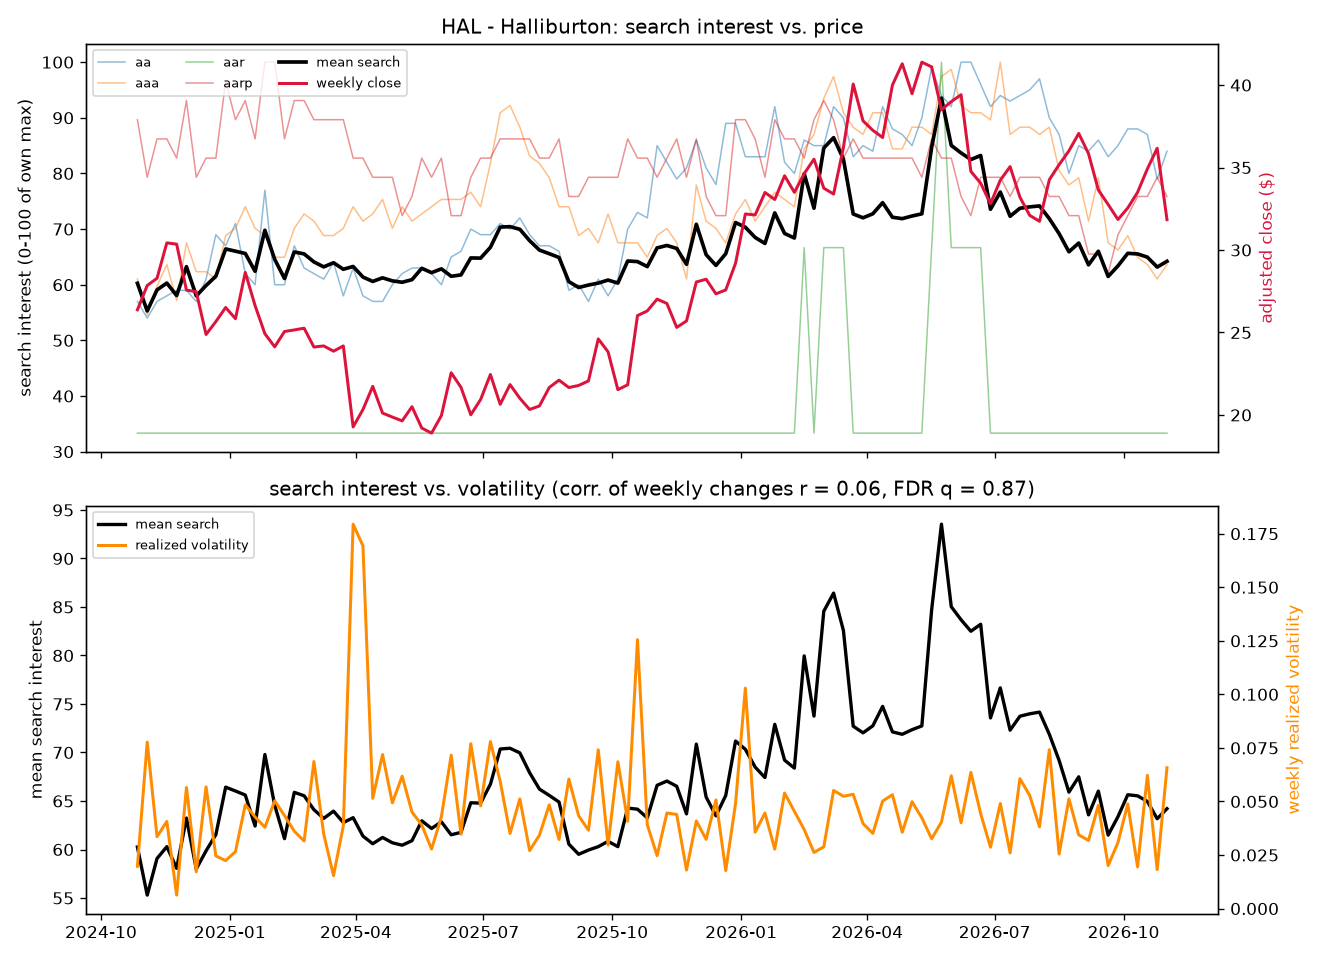 HAL - Halliburton: search interest vs. price
aa
aaa
aar
aarp
mean search
weekly close
search interest (0-100 of own max)
100
90
80
70
60
50
40
30
40
35
30
25
20
adjusted close ($)
search interest vs. volatility (corr. of weekly changes r = 0.06, FDR q = 0.87)
mean search
realized volatility
mean search interest
95
90
85
80
75
70
65
60
55
0.175
0.150
0.125
0.100
0.075
0.050
0.025
0.000
weekly realized volatility
2024-10 2025-01 2025-04 2025-07 2025-10 2026-01 2026-04 2026-07 2026-10